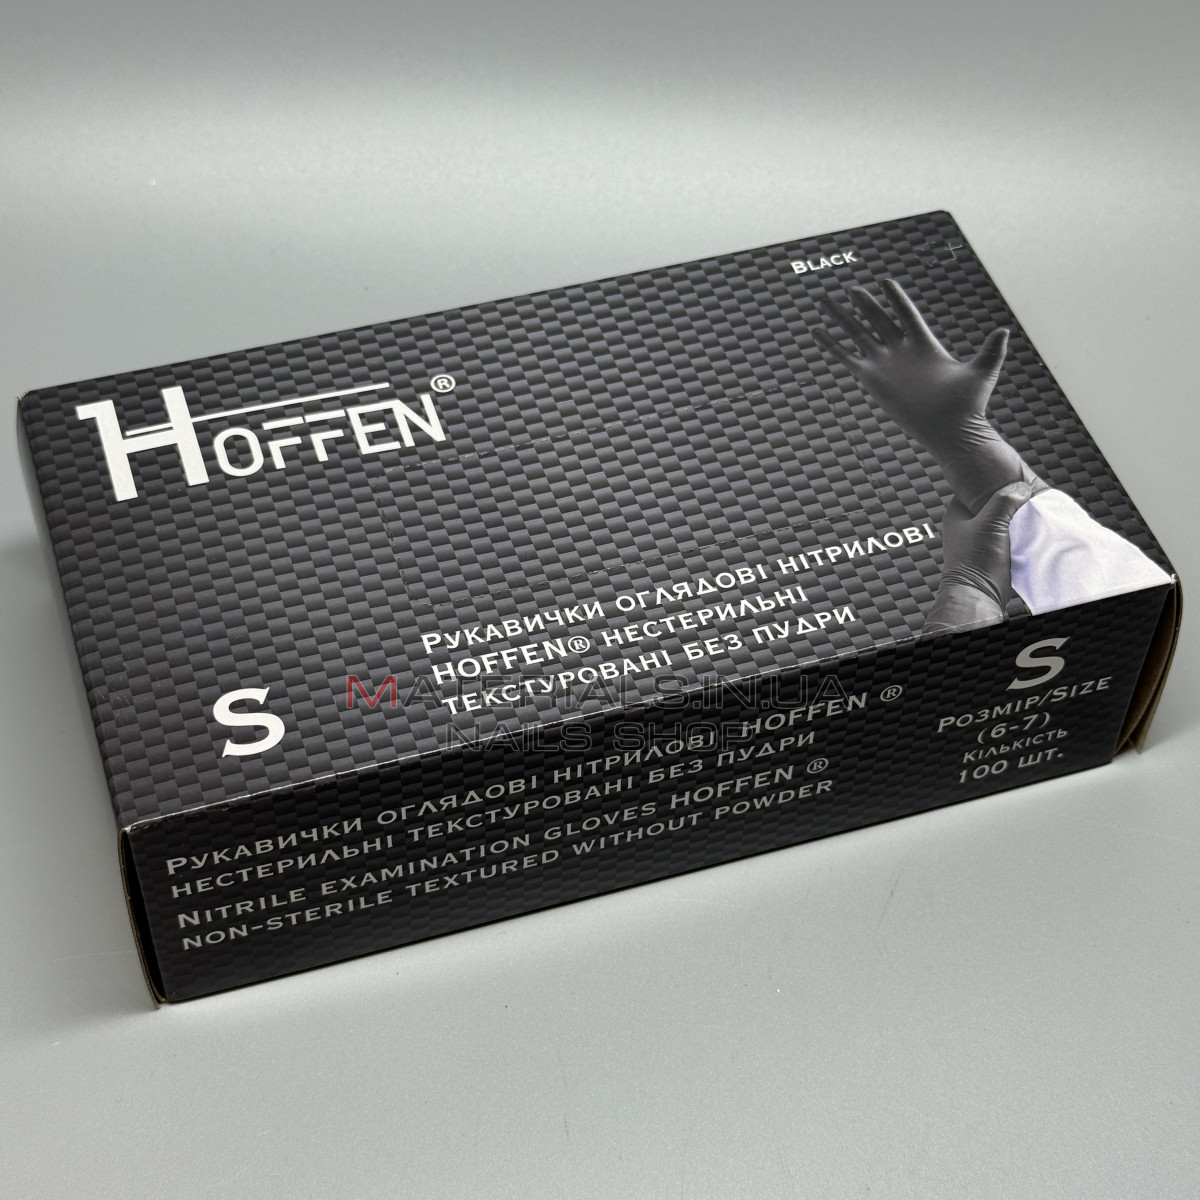 BLACK
HOFFEN®
РУКАВИЧКИ ОГЛЯДОВІ НІТРИЛОВІ
HOFFEN® НЕСТЕРИЛЬНІ
ТЕКСТУРОВАНІ БЕЗ ПУДРИ
S
MATERIALS.IN.UA
NAILS SHOP
РУКАВИЧКИ ОГЛЯДОВІ НІТРИЛОВІ HOFFEN ®
НЕСТЕРИЛЬНІ ТЕКСТУРОВАНІ БЕЗ ПУДРИ
NITRILE EXAMINATION GLOVES HOFFEN ®
NON-STERILE TEXTURED WITHOUT POWDER
S
РОЗМІР/SIZE
(6-7)
КІЛЬКІСТЬ
100 ШТ.